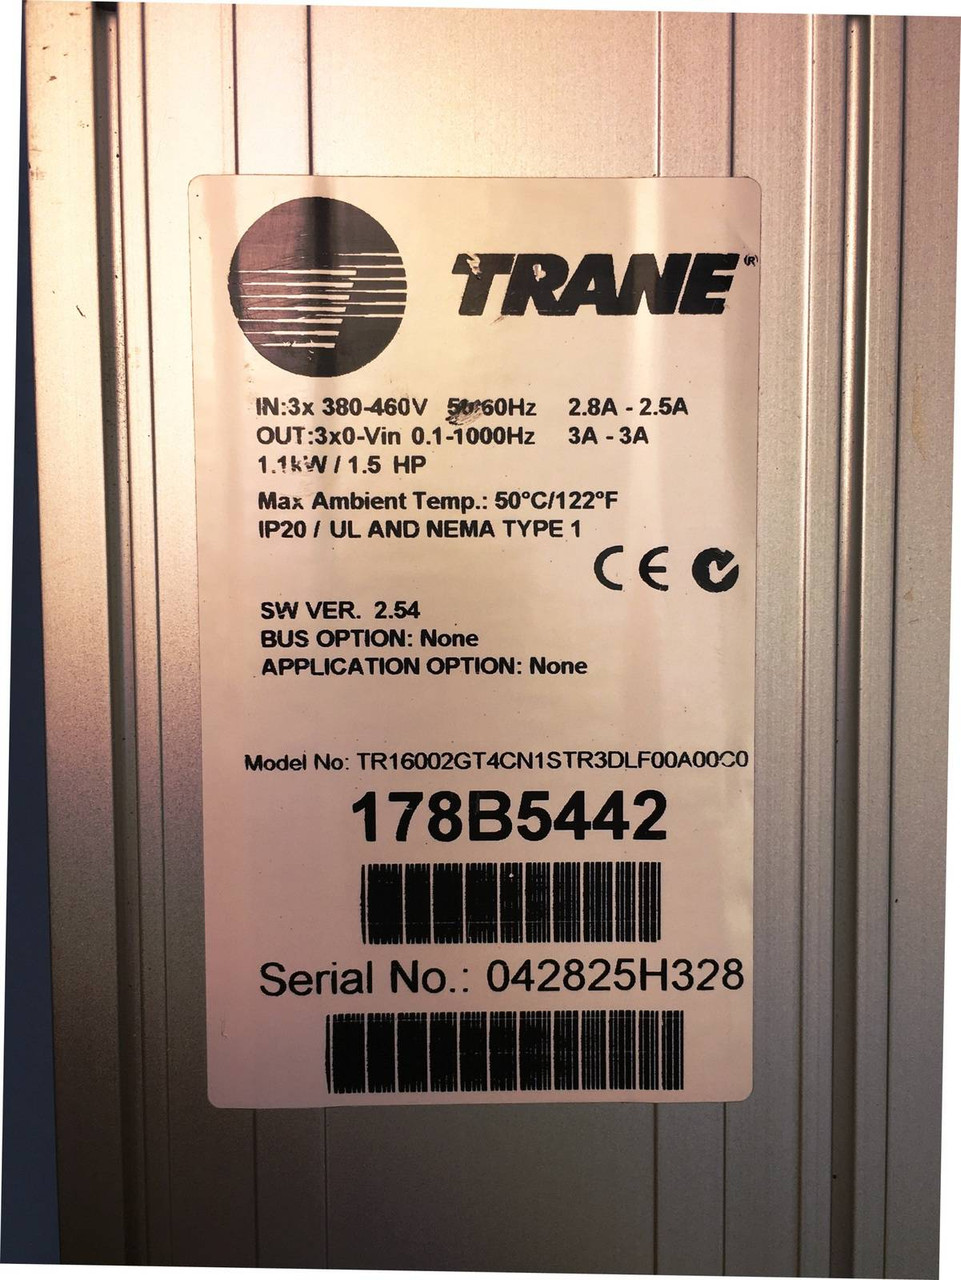 TRANE®
IN:3x 380-460V 50/60Hz 2.8A - 2.5A
OUT:3x0-Vin 0.1-1000Hz 3A - 3A
1.1kW / 1.5 HP
Max Ambient Temp.: 50°C/122°F
IP20 / UL AND NEMA TYPE 1
CE
SW VER. 2.54
BUS OPTION: None
APPLICATION OPTION: None
Model No: TR16002GT4CN1STR3DLF00A00C0
178B5442
Serial No.: 042825H328